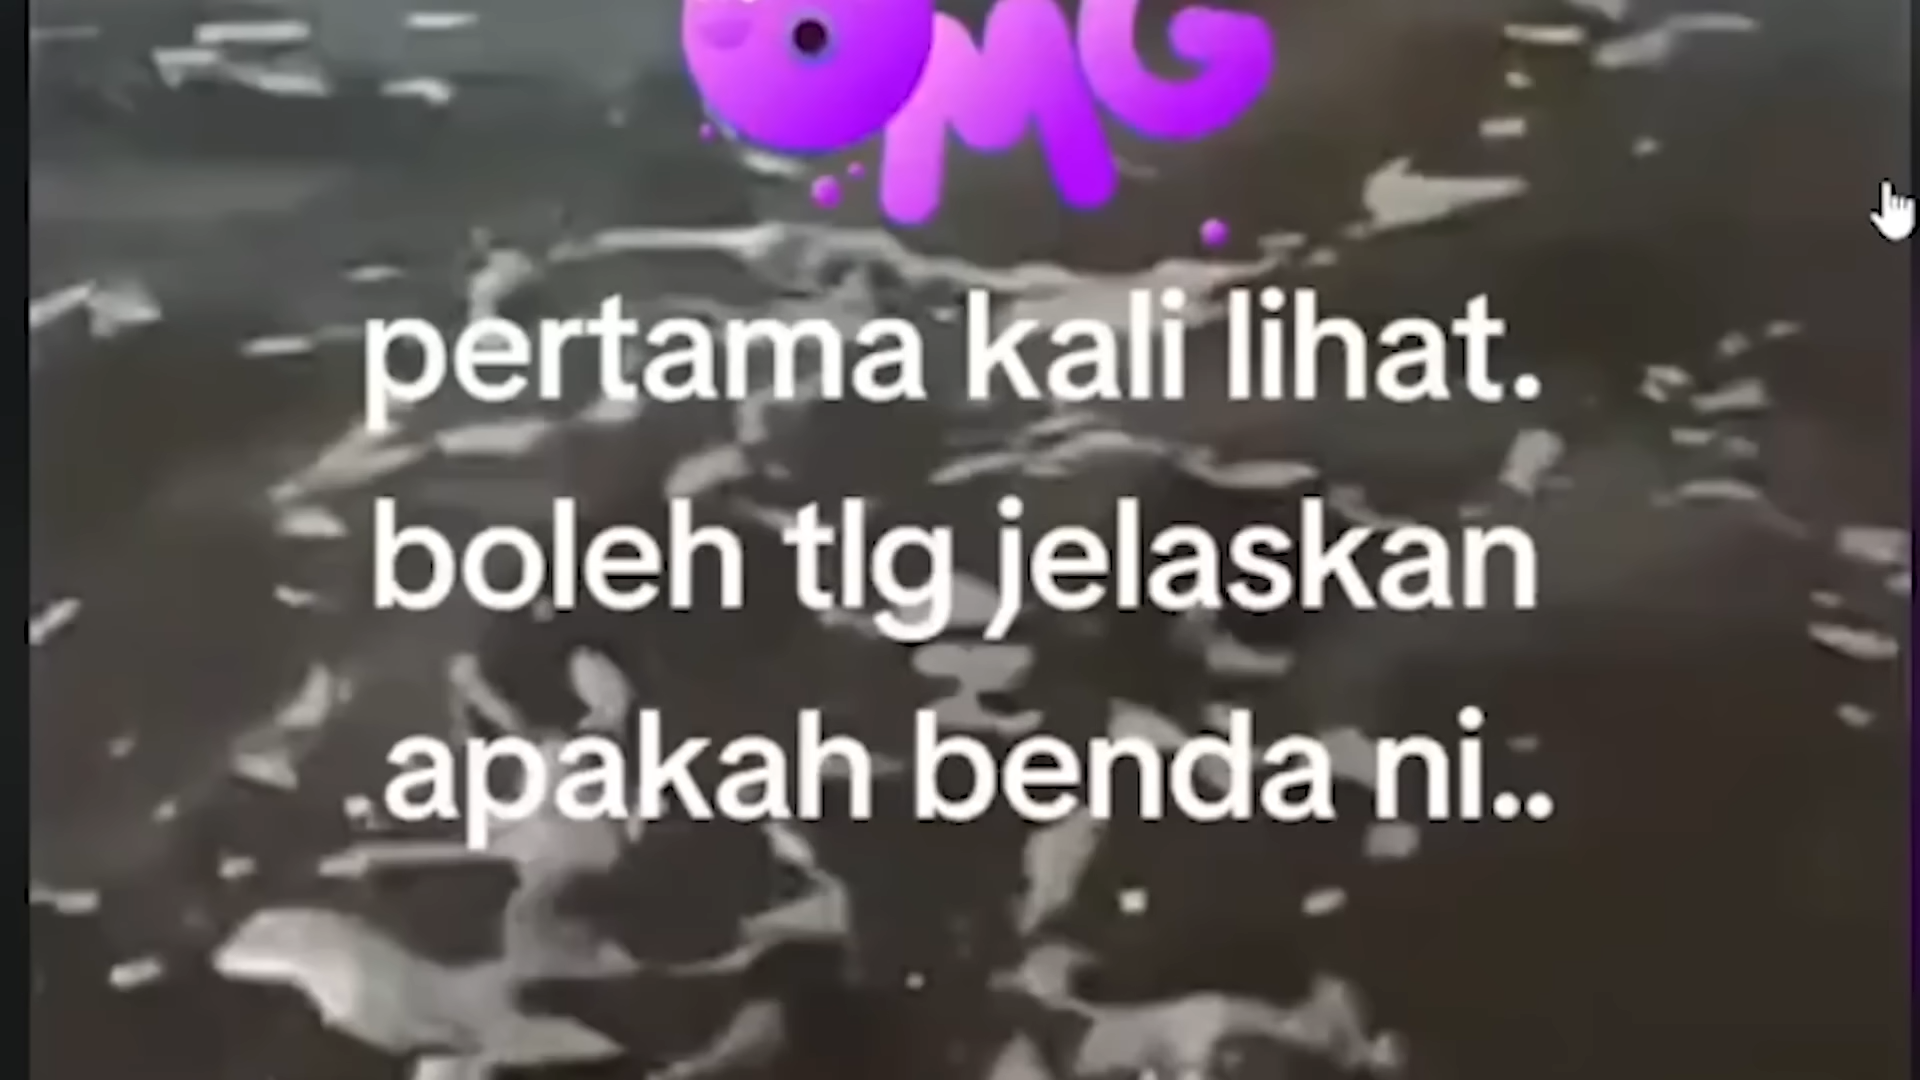 OMG
pertama kali lihat.
boleh tlg jelaskan
apakah benda ni..